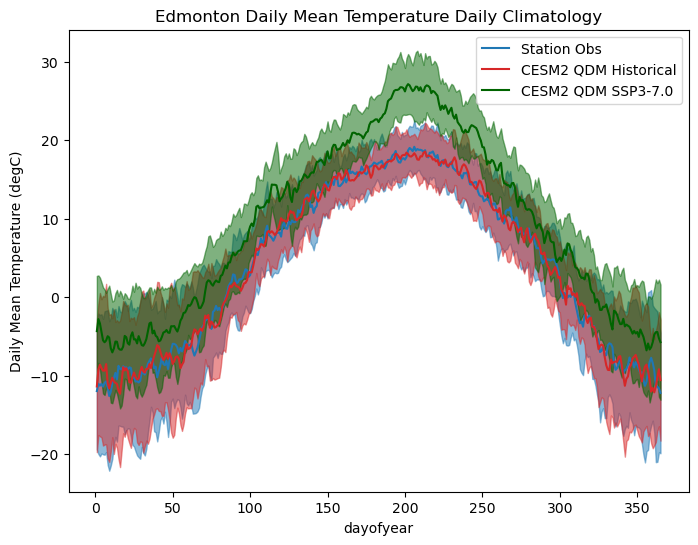 Edmonton Daily Mean Temperature Daily Climatology
Station Obs
CESM2 QDM Historical
CESM2 QDM SSP3-7.0
Daily Mean Temperature (degC)
30
20
10
0
−10
−20
0 50 100 150 200 250 300 350
dayofyear